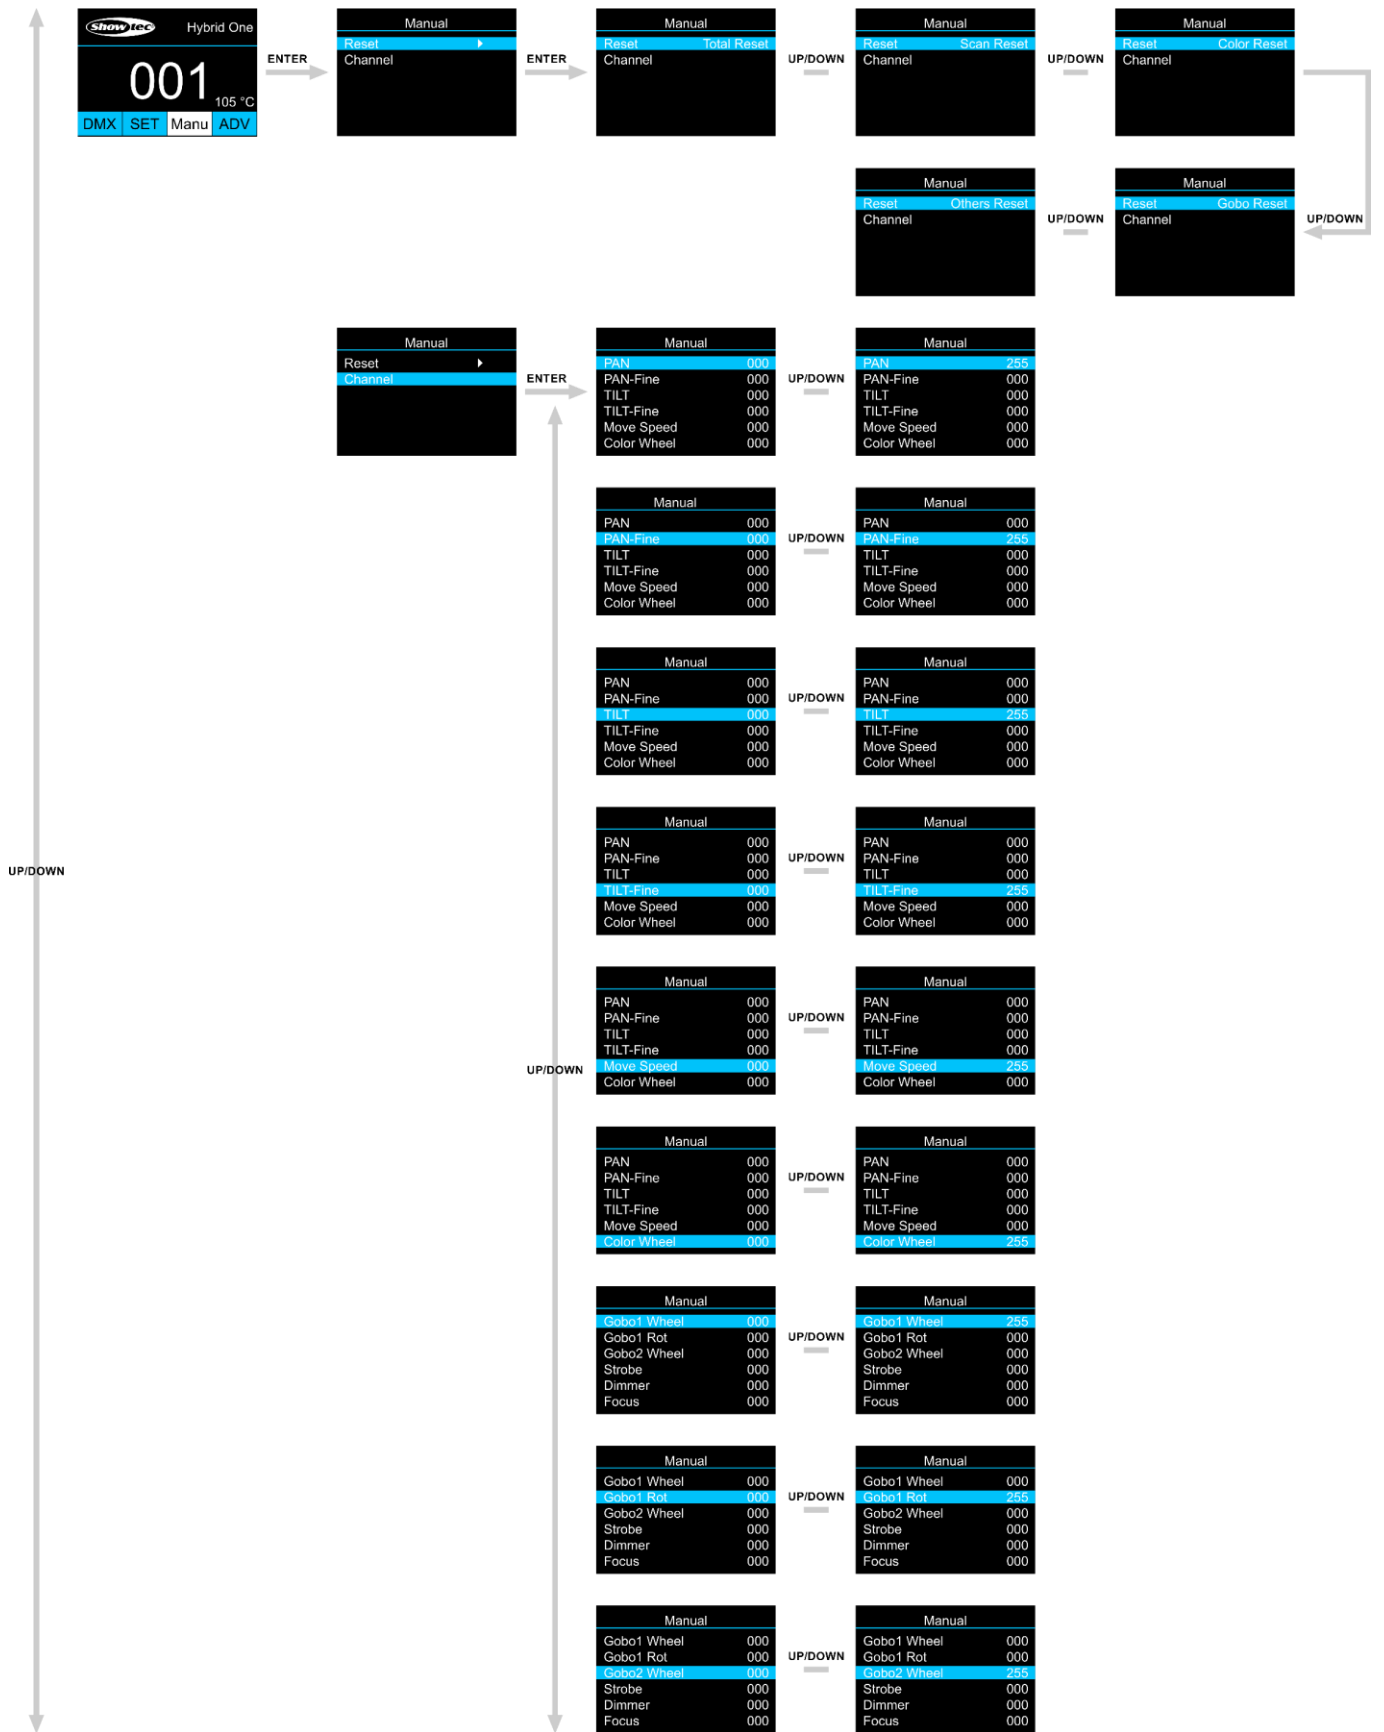 Showtec Hybrid One
001
105 °C
DMX SET Manu ADV
ENTER
Manual
Reset
Channel
ENTER
Manual
Reset Total Reset
Channel
UP/DOWN
Manual
Reset Scan Reset
Channel
UP/DOWN
Manual
Reset Color Reset
Channel
Manual
Reset Others Reset
Channel
UP/DOWN
Manual
Reset Gobo Reset
Channel
UP/DOWN
Manual
Reset
Channel
ENTER
Manual
PAN 000
PAN-Fine 000
TILT 000
TILT-Fine 000
Move Speed 000
Color Wheel 000
UP/DOWN
Manual
PAN 255
PAN-Fine 000
TILT 000
TILT-Fine 000
Move Speed 000
Color Wheel 000
Manual
PAN 000
PAN-Fine 000
TILT 000
TILT-Fine 000
Move Speed 000
Color Wheel 000
UP/DOWN
Manual
PAN 000
PAN-Fine 255
TILT 000
TILT-Fine 000
Move Speed 000
Color Wheel 000
Manual
PAN 000
PAN-Fine 000
TILT 000
TILT-Fine 000
Move Speed 000
Color Wheel 000
UP/DOWN
Manual
PAN 000
PAN-Fine 000
TILT 255
TILT-Fine 000
Move Speed 000
Color Wheel 000
UP/DOWN
Manual
PAN 000
PAN-Fine 000
TILT 000
TILT-Fine 000
Move Speed 000
Color Wheel 000
UP/DOWN
Manual
PAN 000
PAN-Fine 000
TILT 000
TILT-Fine 255
Move Speed 000
Color Wheel 000
UP/DOWN
Manual
PAN 000
PAN-Fine 000
TILT 000
TILT-Fine 000
Move Speed 000
Color Wheel 000
UP/DOWN
Manual
PAN 000
PAN-Fine 000
TILT 000
TILT-Fine 000
Move Speed 255
Color Wheel 000
Manual
PAN 000
PAN-Fine 000
TILT 000
TILT-Fine 000
Move Speed 000
Color Wheel 000
UP/DOWN
Manual
PAN 000
PAN-Fine 000
TILT 000
TILT-Fine 000
Move Speed 000
Color Wheel 255
Manual
Gobo1 Wheel 000
Gobo1 Rot 000
Gobo2 Wheel 000
Strobe 000
Dimmer 000
Focus 000
UP/DOWN
Manual
Gobo1 Wheel 255
Gobo1 Rot 000
Gobo2 Wheel 000
Strobe 000
Dimmer 000
Focus 000
Manual
Gobo1 Wheel 000
Gobo1 Rot 000
Gobo2 Wheel 000
Strobe 000
Dimmer 000
Focus 000
UP/DOWN
Manual
Gobo1 Wheel 000
Gobo1 Rot 255
Gobo2 Wheel 000
Strobe 000
Dimmer 000
Focus 000
Manual
Gobo1 Wheel 000
Gobo1 Rot 000
Gobo2 Wheel 000
Strobe 000
Dimmer 000
Focus 000
UP/DOWN
Manual
Gobo1 Wheel 000
Gobo1 Rot 000
Gobo2 Wheel 255
Strobe 000
Dimmer 000
Focus 000